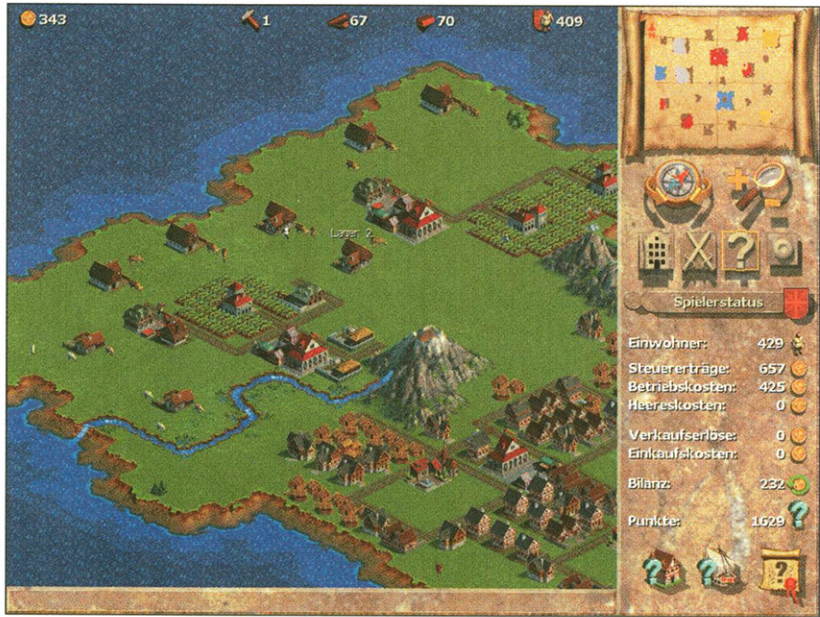 343 1 67 70 409
Lager 2
Spielerstatus
Einwohner: 429
Steuererträge: 657
Betriebskosten: 425
Heereskosten: 0
Verkaufserlöse: 0
Einkaufskosten: 0
Bilanz: 232
Punkte: 1629